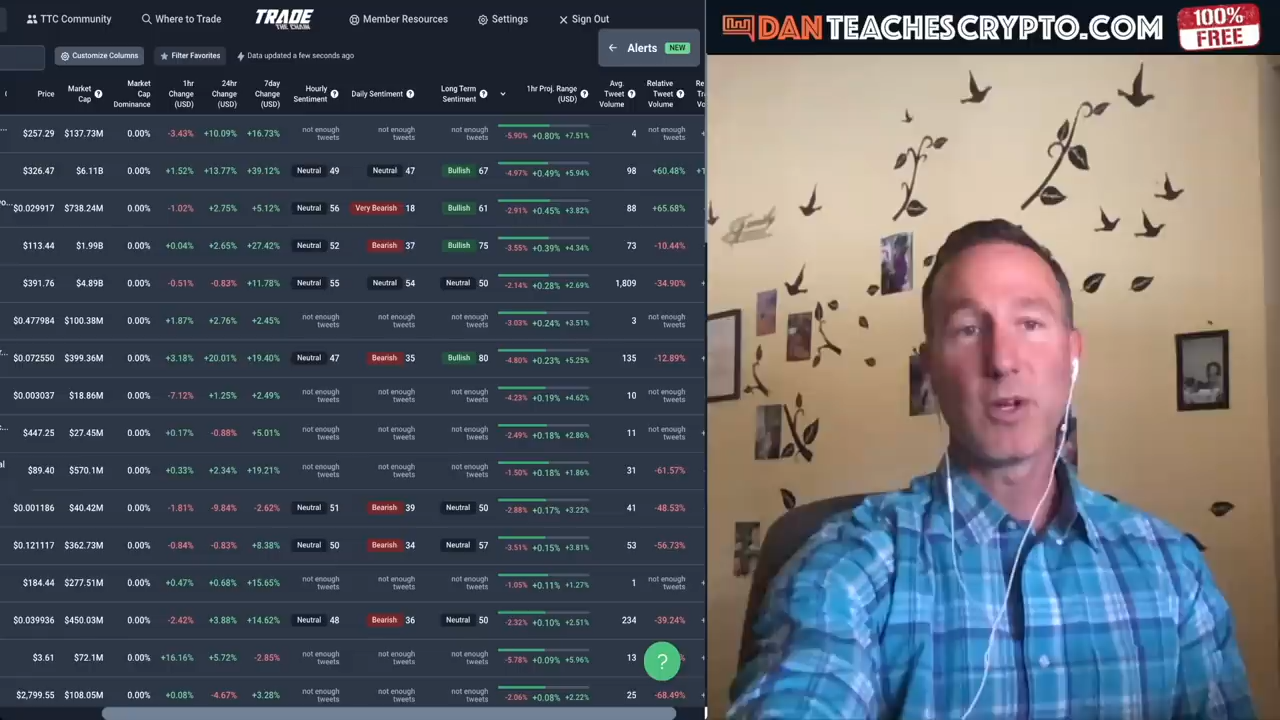 TTC Community
Where to Trade
TRADE
THE CHAIN
Member Resources
Settings
Sign Out
DANTEACHESCRYPTO.COM
100%
FREE
Customize Columns
Filter Favorites
Data updated a few seconds ago
Alerts NEW
Price Market Cap Market Cap Dominance 1hr Change (USD) 24hr Change (USD) 7day Change (USD) Hourly Sentiment Daily Sentiment Long Term Sentiment 1hr Proj. Range (USD) Avg. Tweet Volume Relative Tweet Volume
$257.29 $137.73M 0.00% -3.43% +10.09% +16.73% not enough tweets not enough tweets not enough tweets -5.90% +0.80% +7.51% 4 not enough tweets
$326.47 $6.11B 0.00% +1.52% +13.77% +39.12% Neutral 49 Neutral 47 Bullish 67 -4.97% +0.49% +5.94% 98 +60.48%
$0.029917 $738.24M 0.00% -1.02% +2.75% +5.12% Neutral 56 Very Bearish 18 Bullish 61 -2.91% +0.45% +3.82% 88 +65.68%
$113.44 $1.99B 0.00% +0.04% +2.65% +27.42% Neutral 52 Bearish 37 Bullish 75 -3.55% +0.39% +4.34% 73 -10.44%
$391.76 $4.89B 0.00% -0.51% -0.83% +11.78% Neutral 55 Neutral 54 Neutral 50 -2.14% +0.28% +2.69% 1,809 -34.90%
$0.477984 $100.38M 0.00% +1.87% +2.76% +2.45% not enough tweets not enough tweets not enough tweets -3.03% +0.24% +3.51% 3 not enough tweets
$0.072550 $399.36M 0.00% +3.18% +20.01% +19.40% Neutral 47 Bearish 35 Bullish 80 -4.80% +0.23% +5.25% 135 -12.89%
$0.003037 $18.86M 0.00% -7.12% +1.25% +2.49% not enough tweets not enough tweets not enough tweets -4.23% +0.19% +4.62% 10 not enough tweets
$447.25 $27.45M 0.00% +0.17% -0.88% +5.01% not enough tweets not enough tweets not enough tweets -2.49% +0.18% +2.86% 11 not enough tweets
$89.40 $570.1M 0.00% +0.33% +2.34% +19.21% not enough tweets not enough tweets not enough tweets -1.50% +0.18% +1.86% 31 -61.57%
$0.001186 $40.4M 0.00% -1.81% -9.84% -2.62% Neutral 51 Bearish 39 Neutral 50 -2.88% +0.17% +3.22% 41 -48.53%
$0.121117 $362.73M 0.00% -0.84% -0.83% +8.38% Neutral 50 Bearish 34 Neutral 57 -3.51% +0.15% +3.81% 53 -56.73%
$184.44 $277.51M 0.00% +0.47% +0.68% +15.65% not enough tweets not enough tweets not enough tweets -1.05% +0.11% +1.27% 1 not enough tweets
$0.039936 $450.03M 0.00% -2.42% +3.88% +14.62% Neutral 48 Bearish 36 Neutral 50 -2.32% +0.10% +2.51% 234 -39.24%
$3.61 $72.1M 0.00% +16.16% +5.72% -2.85% not enough tweets not enough tweets not enough tweets -5.78% +0.09% +5.96% 13
$2,799.55 $108.05M 0.00% +0.08% -4.67% +3.28% not enough tweets not enough tweets not enough tweets -2.06% +0.08% +2.22% 25 -68.49%